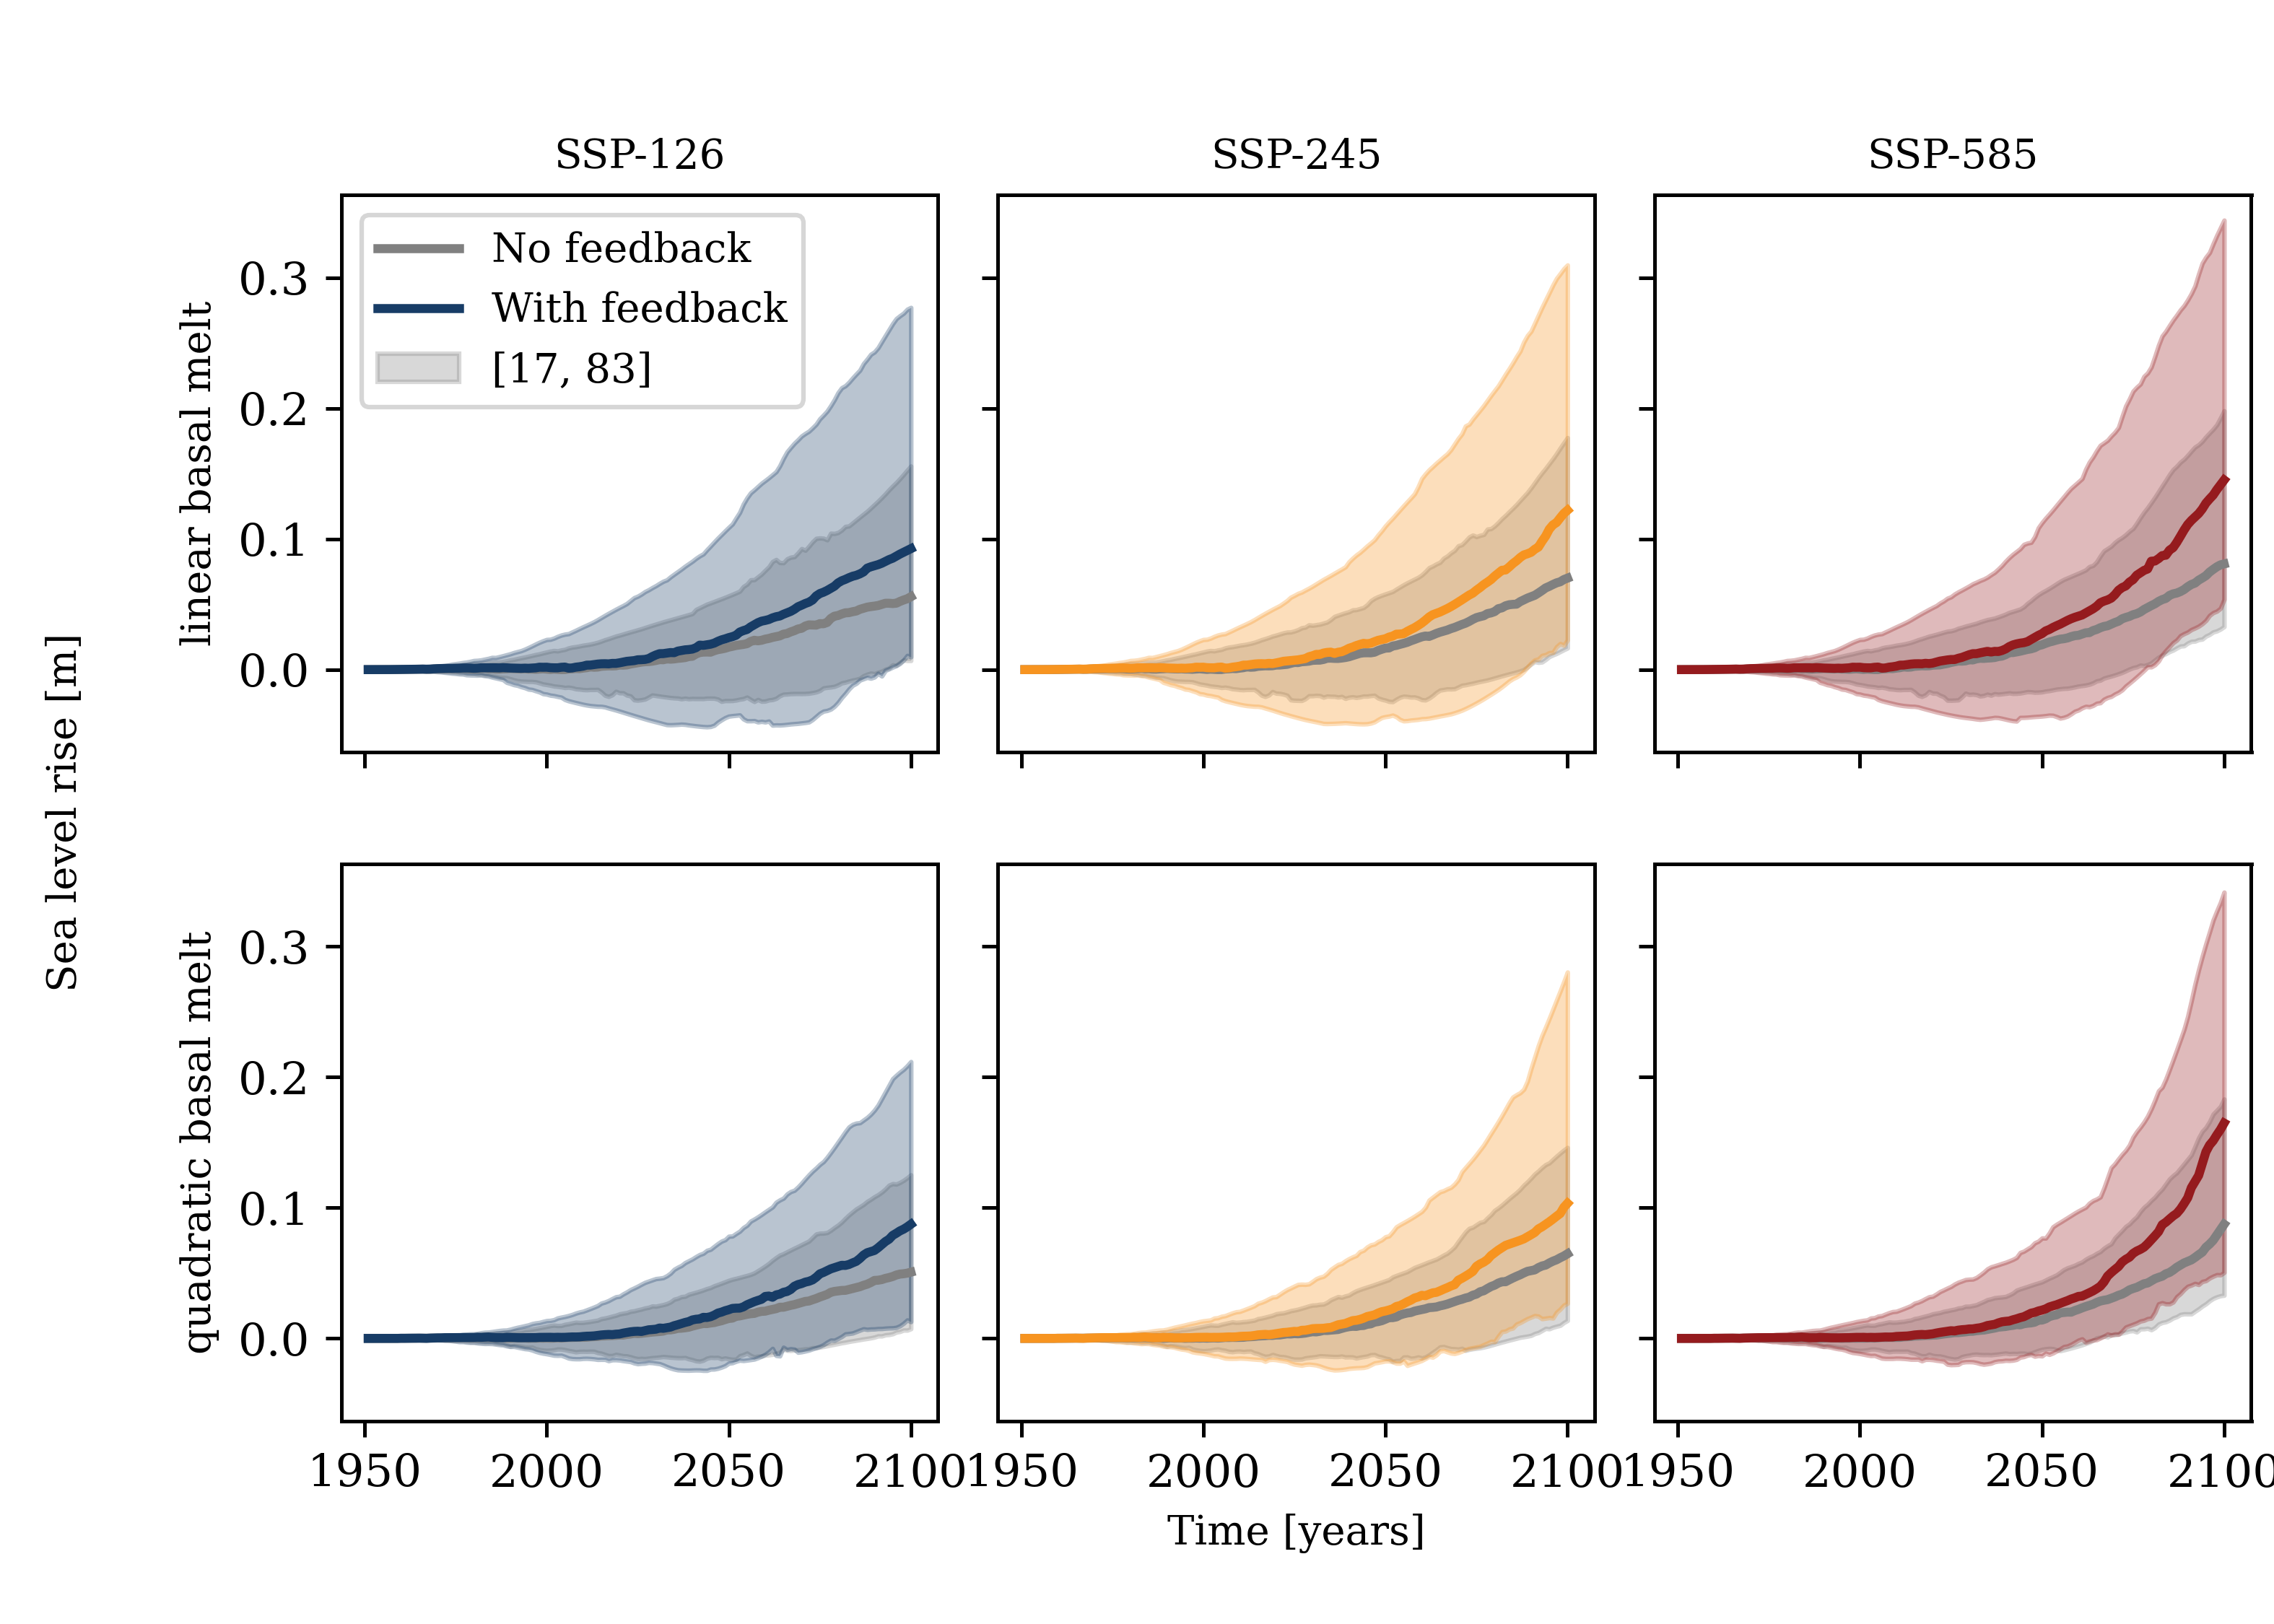 SSP-126
SSP-245
SSP-585
No feedback
With feedback
[17, 83]
Sea level rise [m]
linear basal melt
0.3
0.2
0.1
0.0
quadratic basal melt
0.3
0.2
0.1
0.0
1950 2000 2050 2100
1950 2000 2050 2100
1950 2000 2050 2100
Time [years]